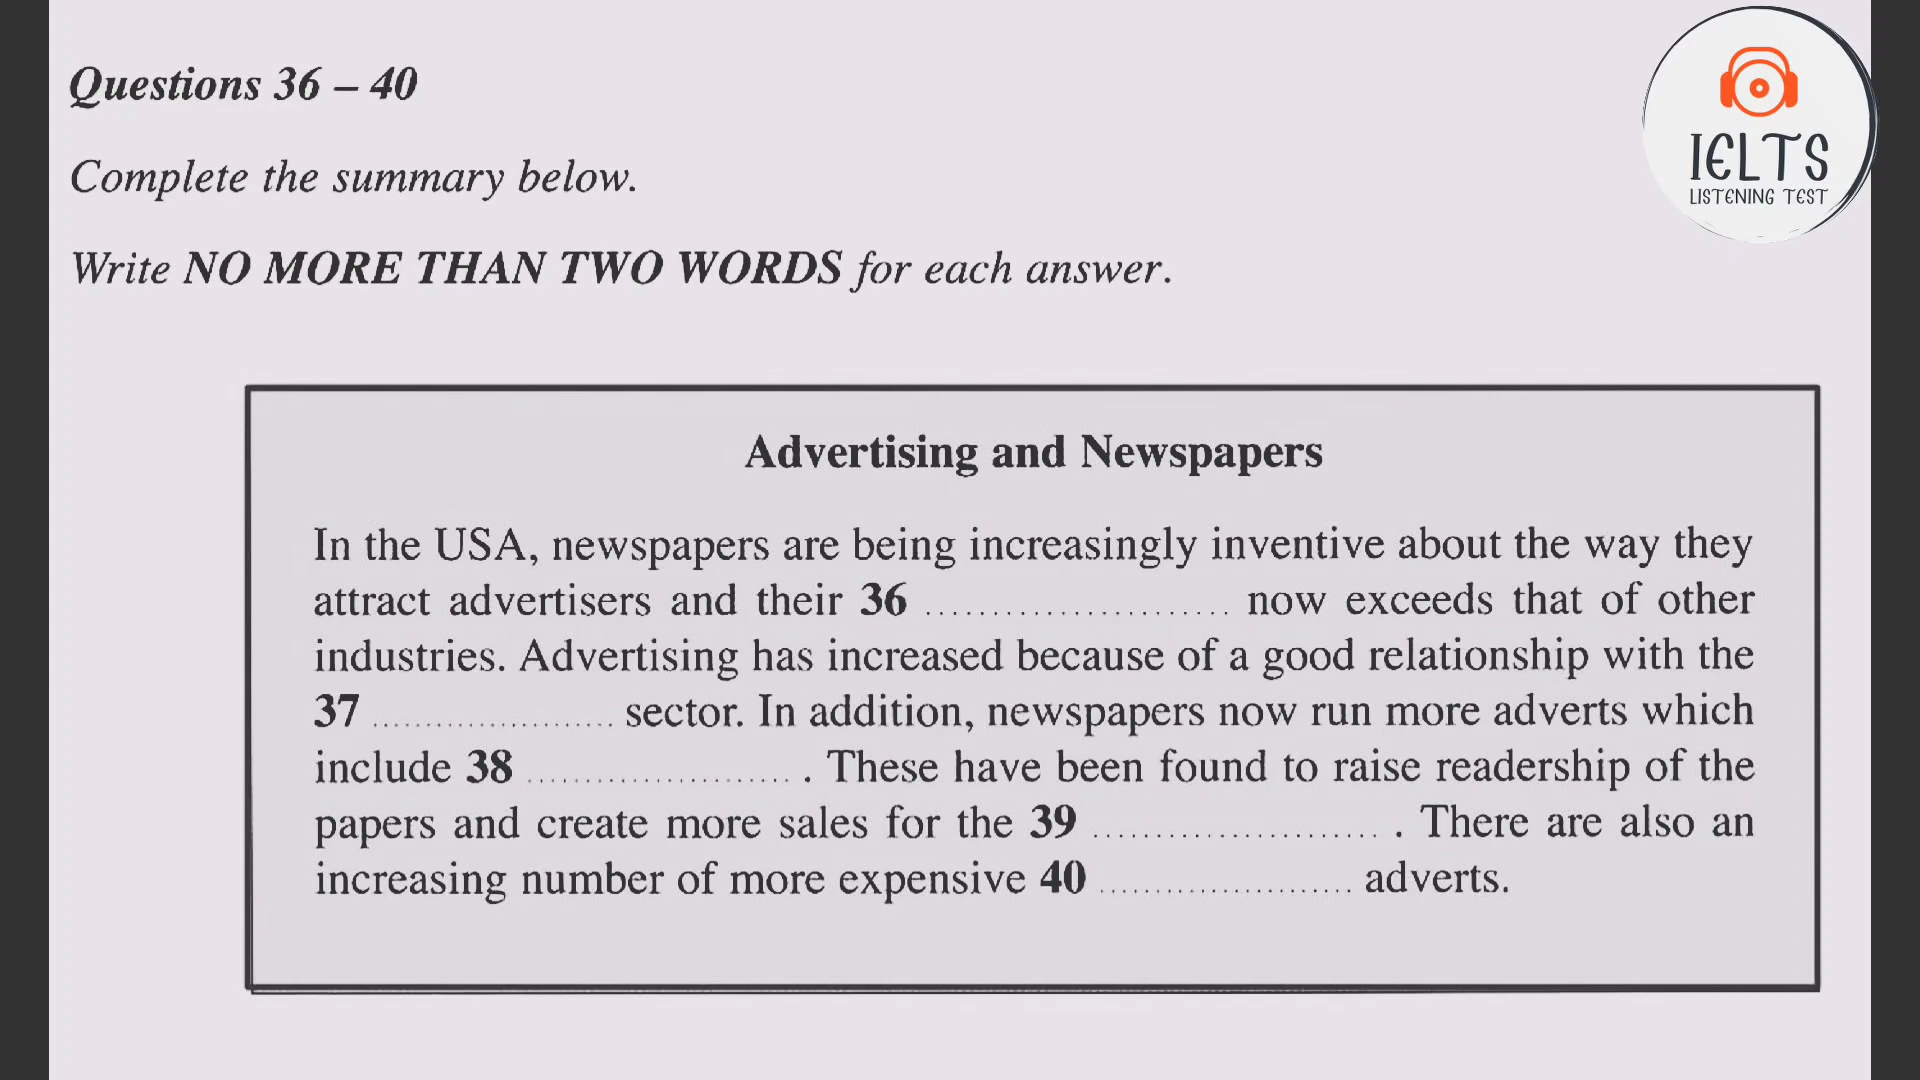 Questions 36 – 40
IELTS
LISTENING TEST
Complete the summary below.
Write NO MORE THAN TWO WORDS for each answer.
Advertising and Newspapers
In the USA, newspapers are being increasingly inventive about the way they
attract advertisers and their 36 ....................... now exceeds that of other
industries. Advertising has increased because of a good relationship with the
37 ....................... sector. In addition, newspapers now run more adverts which
include 38 ....................... . These have been found to raise readership of the
papers and create more sales for the 39 ....................... . There are also an
increasing number of more expensive 40 ....................... adverts.